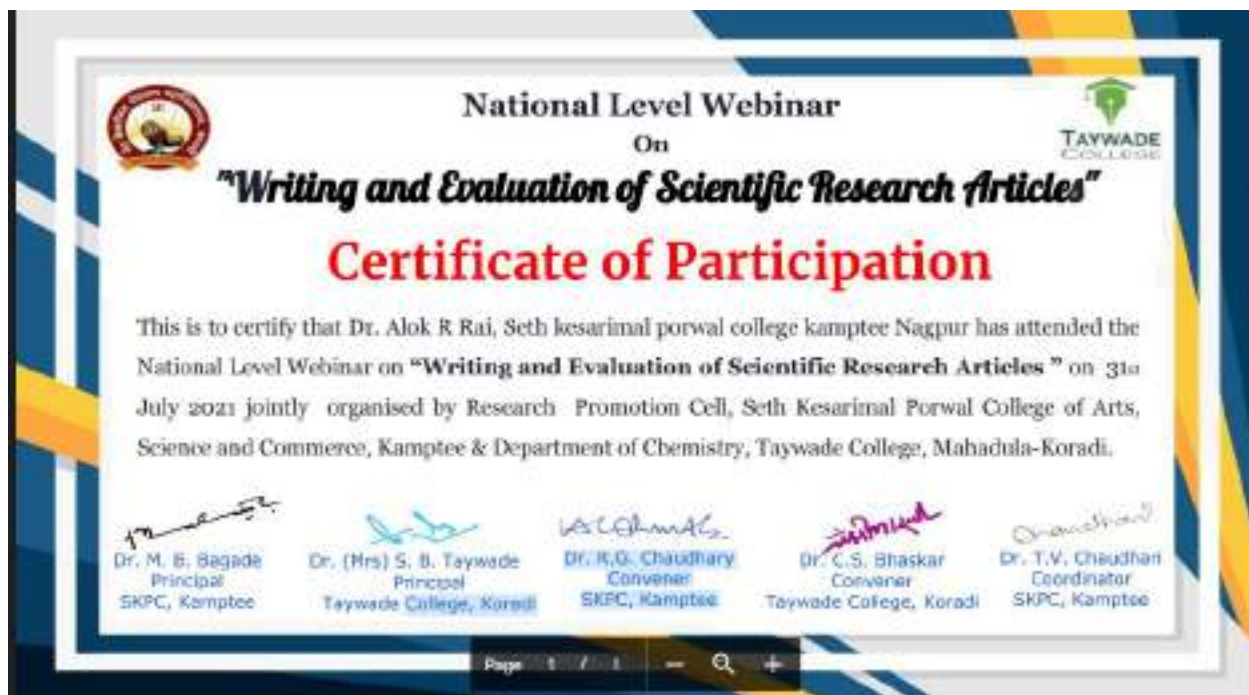 National Level Webinar
On
TAYWADE
COLLEGE
"Writing and Evaluation of Scientific Research Articles"
Certificate of Participation
This is to certify that Dr. Alok R Rai, Seth kesarimal porwal college kamptee Nagpur has attended the
National Level Webinar on “Writing and Evaluation of Scientific Research Articles ” on 31st
July 2021 jointly organised by Research Promotion Cell, Seth Kesarimal Porwal College of Arts,
Science and Commerce, Kamptee & Department of Chemistry, Taywade College, Mahadula-Koradi.
Dr. M. B. Bagade
Principal
SKPC, Kamptee
Dr. (Mrs) S. B. Taywade
Principal
Taywade College, Koradi
Dr. R.G. Chaudhary
Convener
SKPC, Kamptee
Dr. C.S. Bhaskar
Convener
Taywade College, Koradi
Dr. T.V. Chaudhari
Coordinator
SKPC, Kamptee
Page 1 / 1